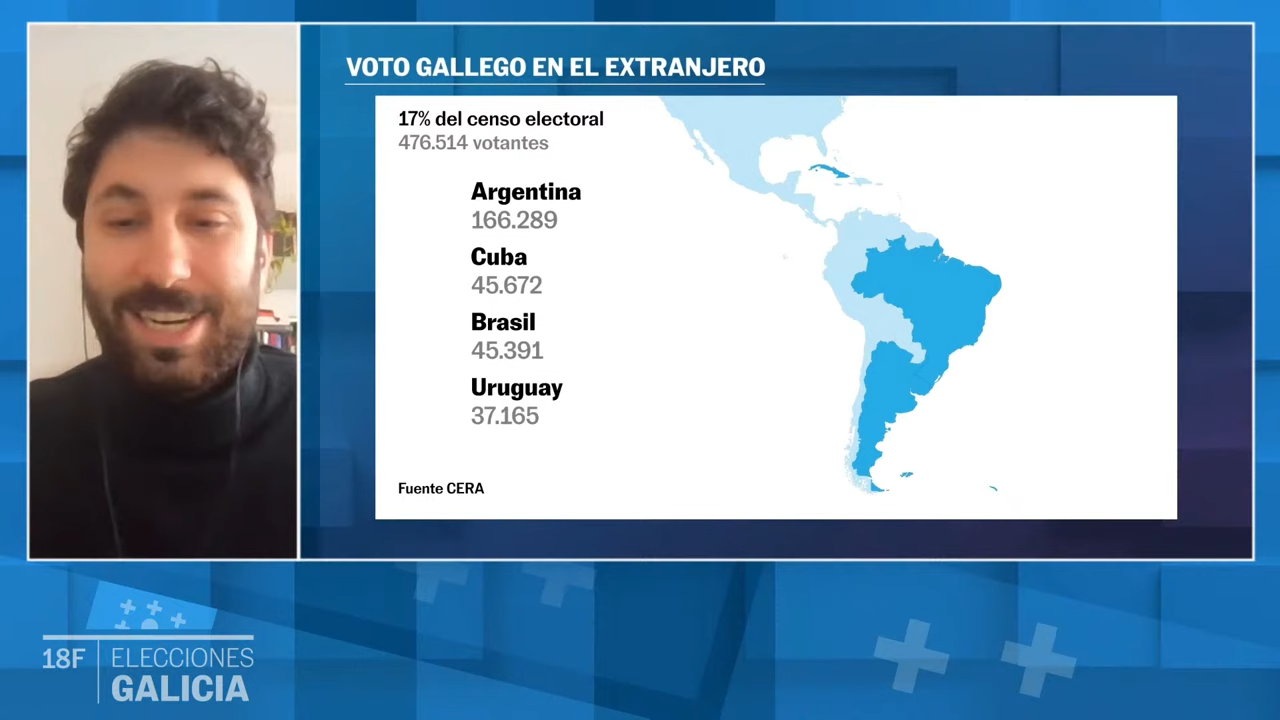 VOTO GALLEGO EN EL EXTRANJERO
17% del censo electoral
476.514 votantes
Argentina
166.289
Cuba
45.672
Brasil
45.391
Uruguay
37.165
Fuente CERA
18F
ELECCIONES
GALICIA